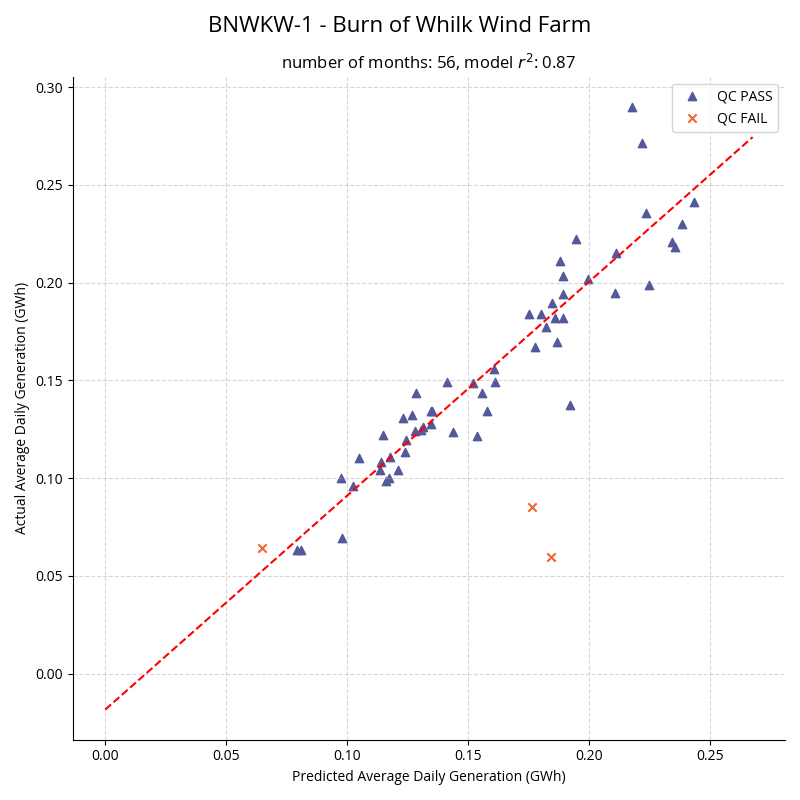 BNWKW-1 - Burn of Whilk Wind Farm
number of months: 56, model r²: 0.87
QC PASS
QC FAIL
0.30
0.25
0.20
0.15
0.10
0.05
0.00
Actual Average Daily Generation (GWh)
0.00 0.05 0.10 0.15 0.20 0.25
Predicted Average Daily Generation (GWh)